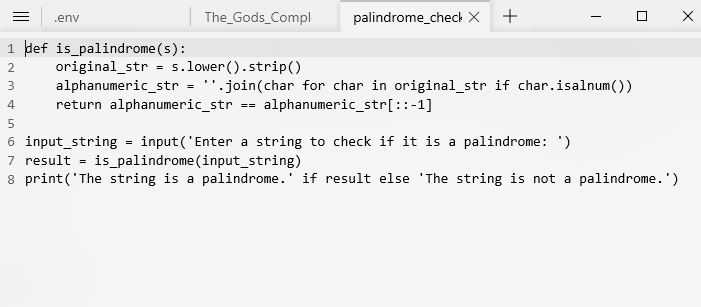 .env
The_Gods_Compl
palindrome_check
1 def is_palindrome(s):
2     original_str = s.lower().strip()
3     alphanumeric_str = ''.join(char for char in original_str if char.isalnum())
4     return alphanumeric_str == alphanumeric_str[::-1]
5
6 input_string = input('Enter a string to check if it is a palindrome: ')
7 result = is_palindrome(input_string)
8 print('The string is a palindrome.' if result else 'The string is not a palindrome.')